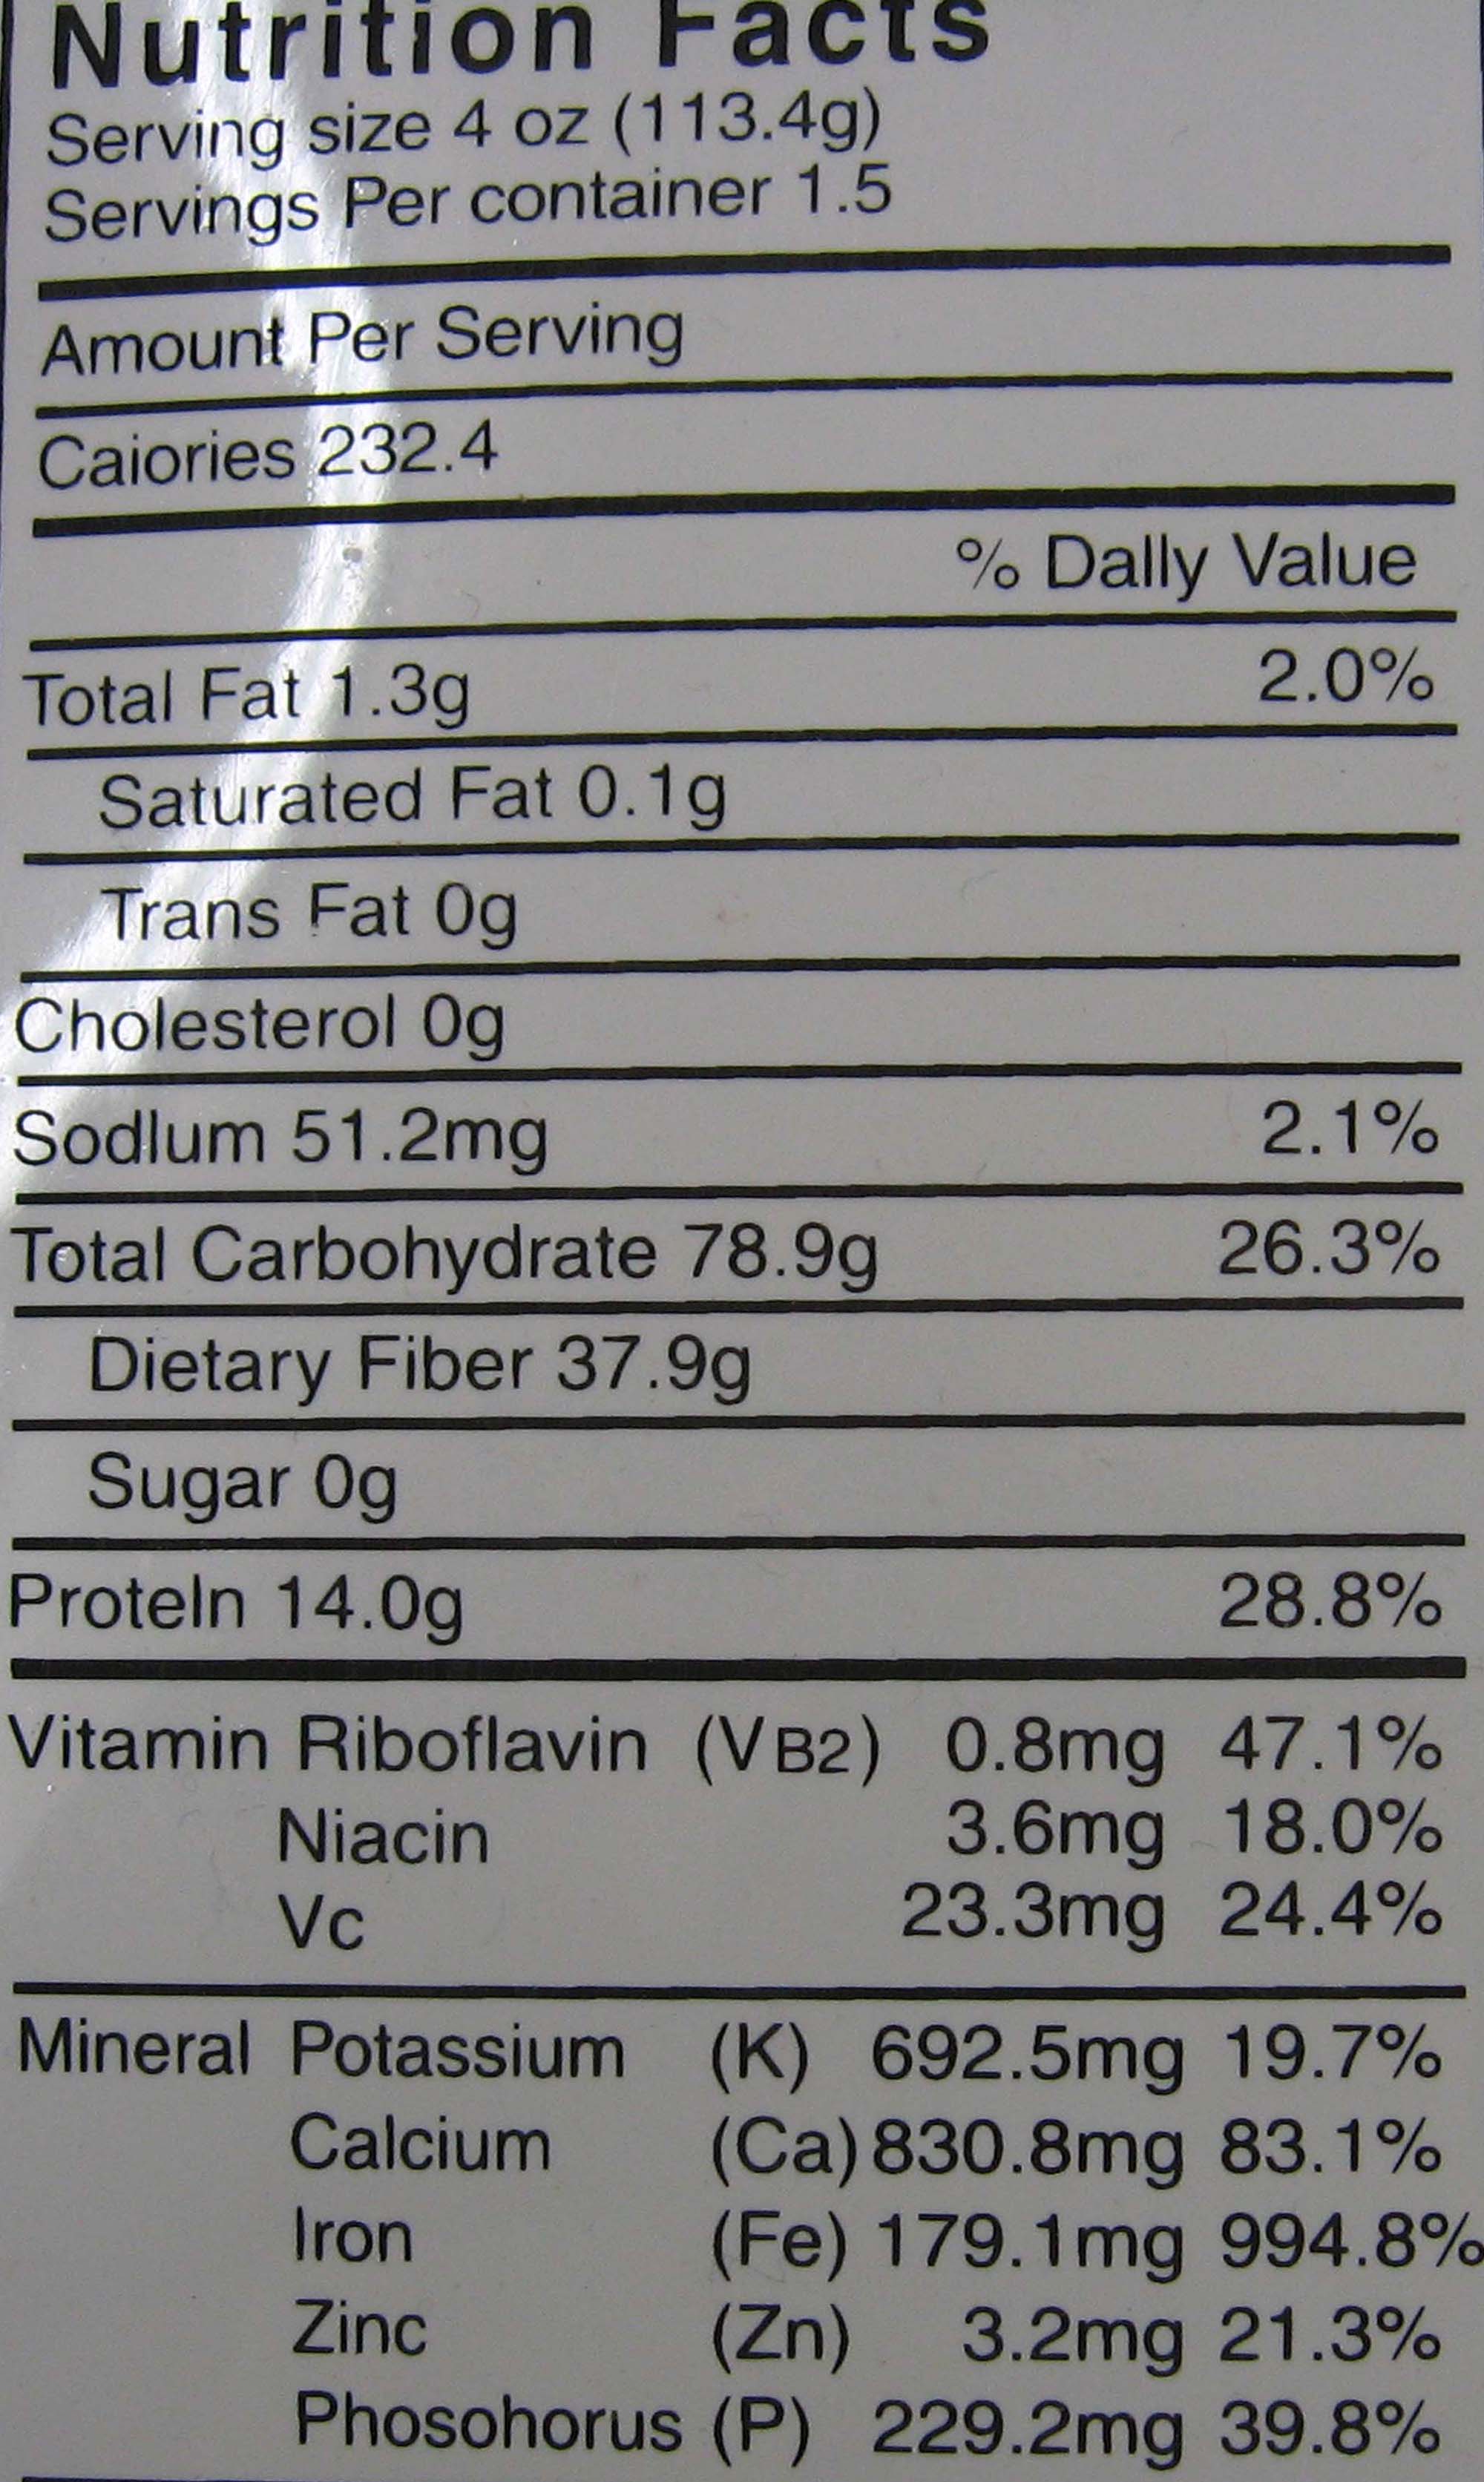 Nutrition Facts
Serving size 4 oz (113.4g)
Servings Per container 1.5
Amount Per Serving
Caiories 232.4
% Dally Value
Total Fat 1.3g 2.0%
Saturated Fat 0.1g
Trans Fat 0g
Cholesterol 0g
Sodlum 51.2mg 2.1%
Total Carbohydrate 78.9g 26.3%
Dietary Fiber 37.9g
Sugar 0g
Proteln 14.0g 28.8%
Vitamin Riboflavin (VB2) 0.8mg 47.1%
Niacin 3.6mg 18.0%
Vc 23.3mg 24.4%
Mineral Potassium (K) 692.5mg 19.7%
Calcium (Ca) 830.8mg 83.1%
Iron (Fe) 179.1mg 994.8%
Zinc (Zn) 3.2mg 21.3%
Phosohorus (P) 229.2mg 39.8%